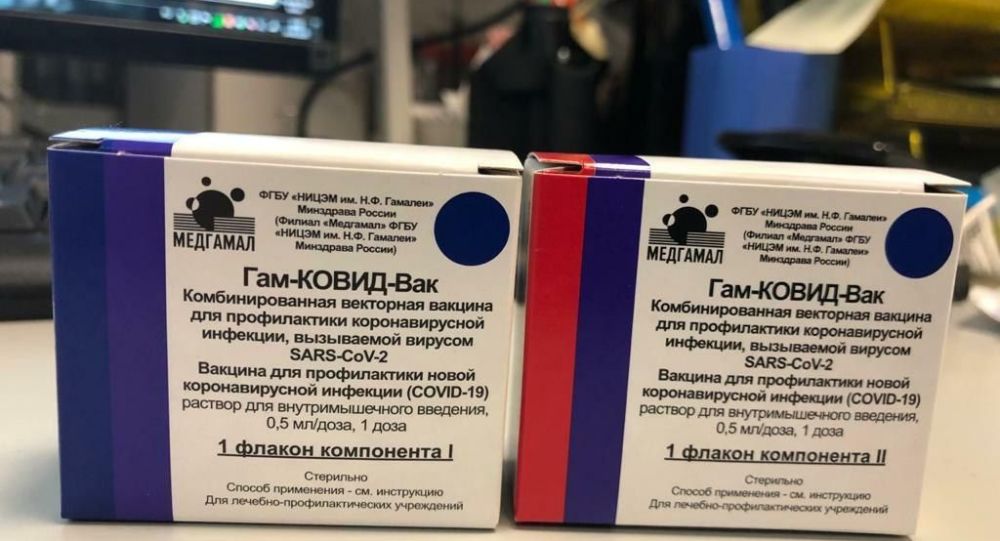 МЕДГАМАЛ
ФГБУ «НИЦЭМ им. Н.Ф. Гамалеи»
Минздрава России
(Филиал «Медгамал» ФГБУ
«НИЦЭМ им. Н.Ф. Гамалеи»
Минздрава России)
Гам-КОВИД-Вак
Комбинированная векторная вакцина
для профилактики коронавирусной
инфекции, вызываемой вирусом
SARS-CoV-2
Вакцина для профилактики новой
коронавирусной инфекции (COVID-19)
раствор для внутримышечного введения,
0,5 мл/доза, 1 доза
1 флакон компонента I
Стерильно
Способ применения - см. инструкцию
Для лечебно-профилактических учреждений
МЕДГАМАЛ
ФГБУ «НИЦЭМ им. Н.Ф. Гамалеи»
Минздрава России
(Филиал «Медгамал» ФГБУ
«НИЦЭМ им. Н.Ф. Гамалеи»
Минздрава России)
Гам-КОВИД-Вак
Комбинированная векторная вакцина
для профилактики коронавирусной
инфекции, вызываемой вирусом
SARS-CoV-2
Вакцина для профилактики новой
коронавирусной инфекции (COVID-19)
раствор для внутримышечного введения,
0,5 мл/доза, 1 доза
1 флакон компонента II
Стерильно
Способ применения - см. инструкцию
Для лечебно-профилактических учреждений